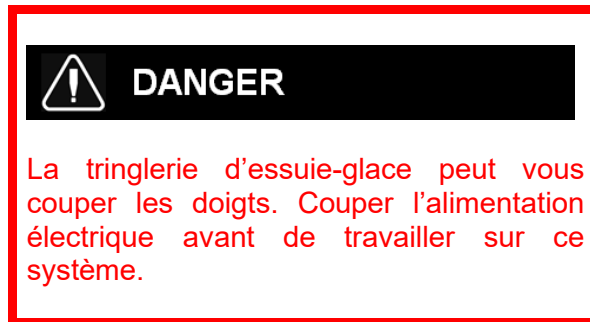 DANGER
La tringlerie d’essuie-glace peut vous
couper les doigts. Couper l’alimentation
électrique avant de travailler sur ce
système.